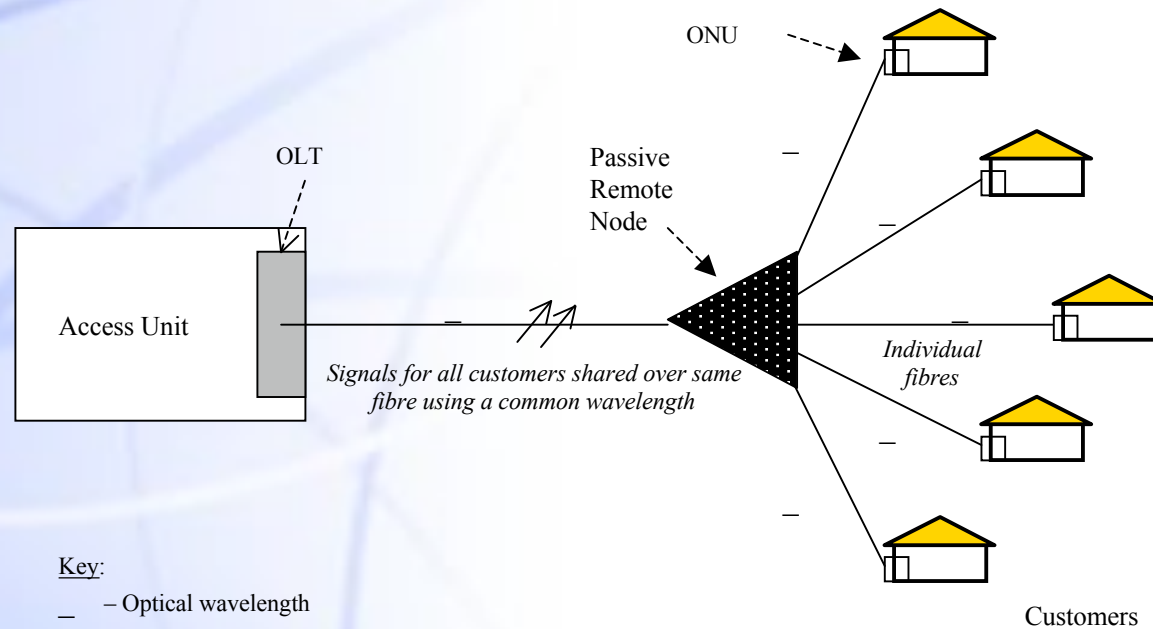 ONU
OLT
Passive
Remote
Node
Access Unit
Signals for all customers shared over same
fibre using a common wavelength
Individual
fibres
Key:
_ – Optical wavelength
Customers